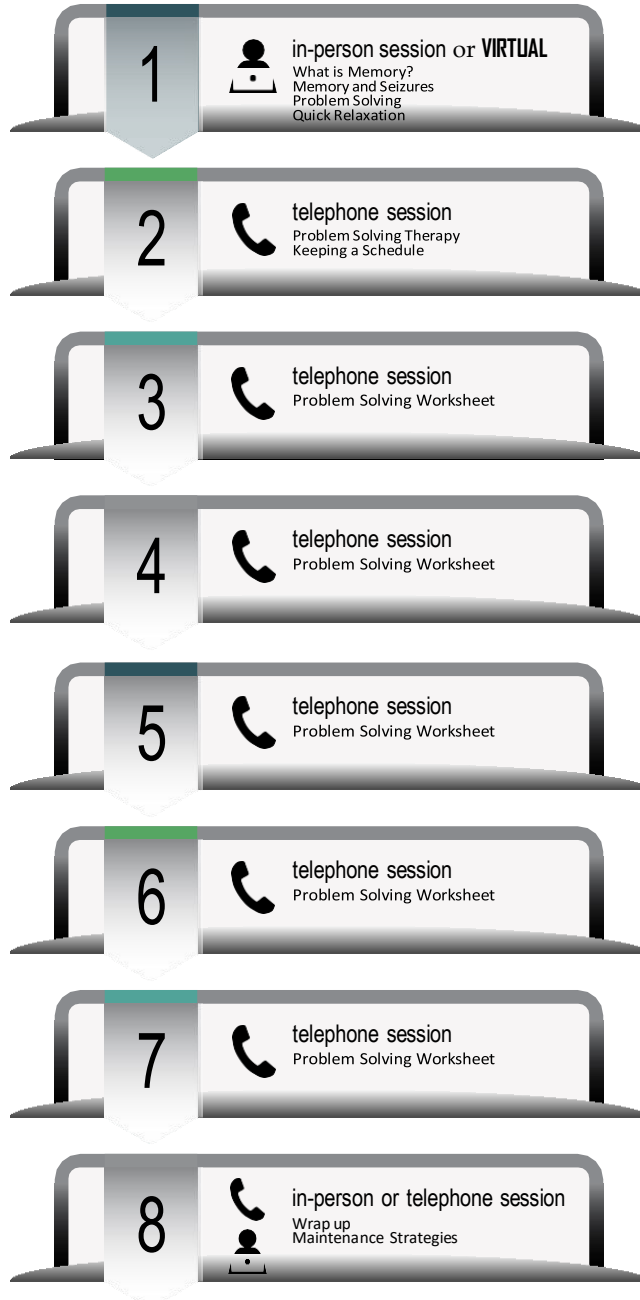 1
in-person session or VIRTUAL
What is Memory?
Memory and Seizures
Problem Solving
Quick Relaxation
2
telephone session
Problem Solving Therapy
Keeping a Schedule
3
telephone session
Problem Solving Worksheet
4
telephone session
Problem Solving Worksheet
5
telephone session
Problem Solving Worksheet
6
telephone session
Problem Solving Worksheet
7
telephone session
Problem Solving Worksheet
8
in-person or telephone session
Wrap up
Maintenance Strategies